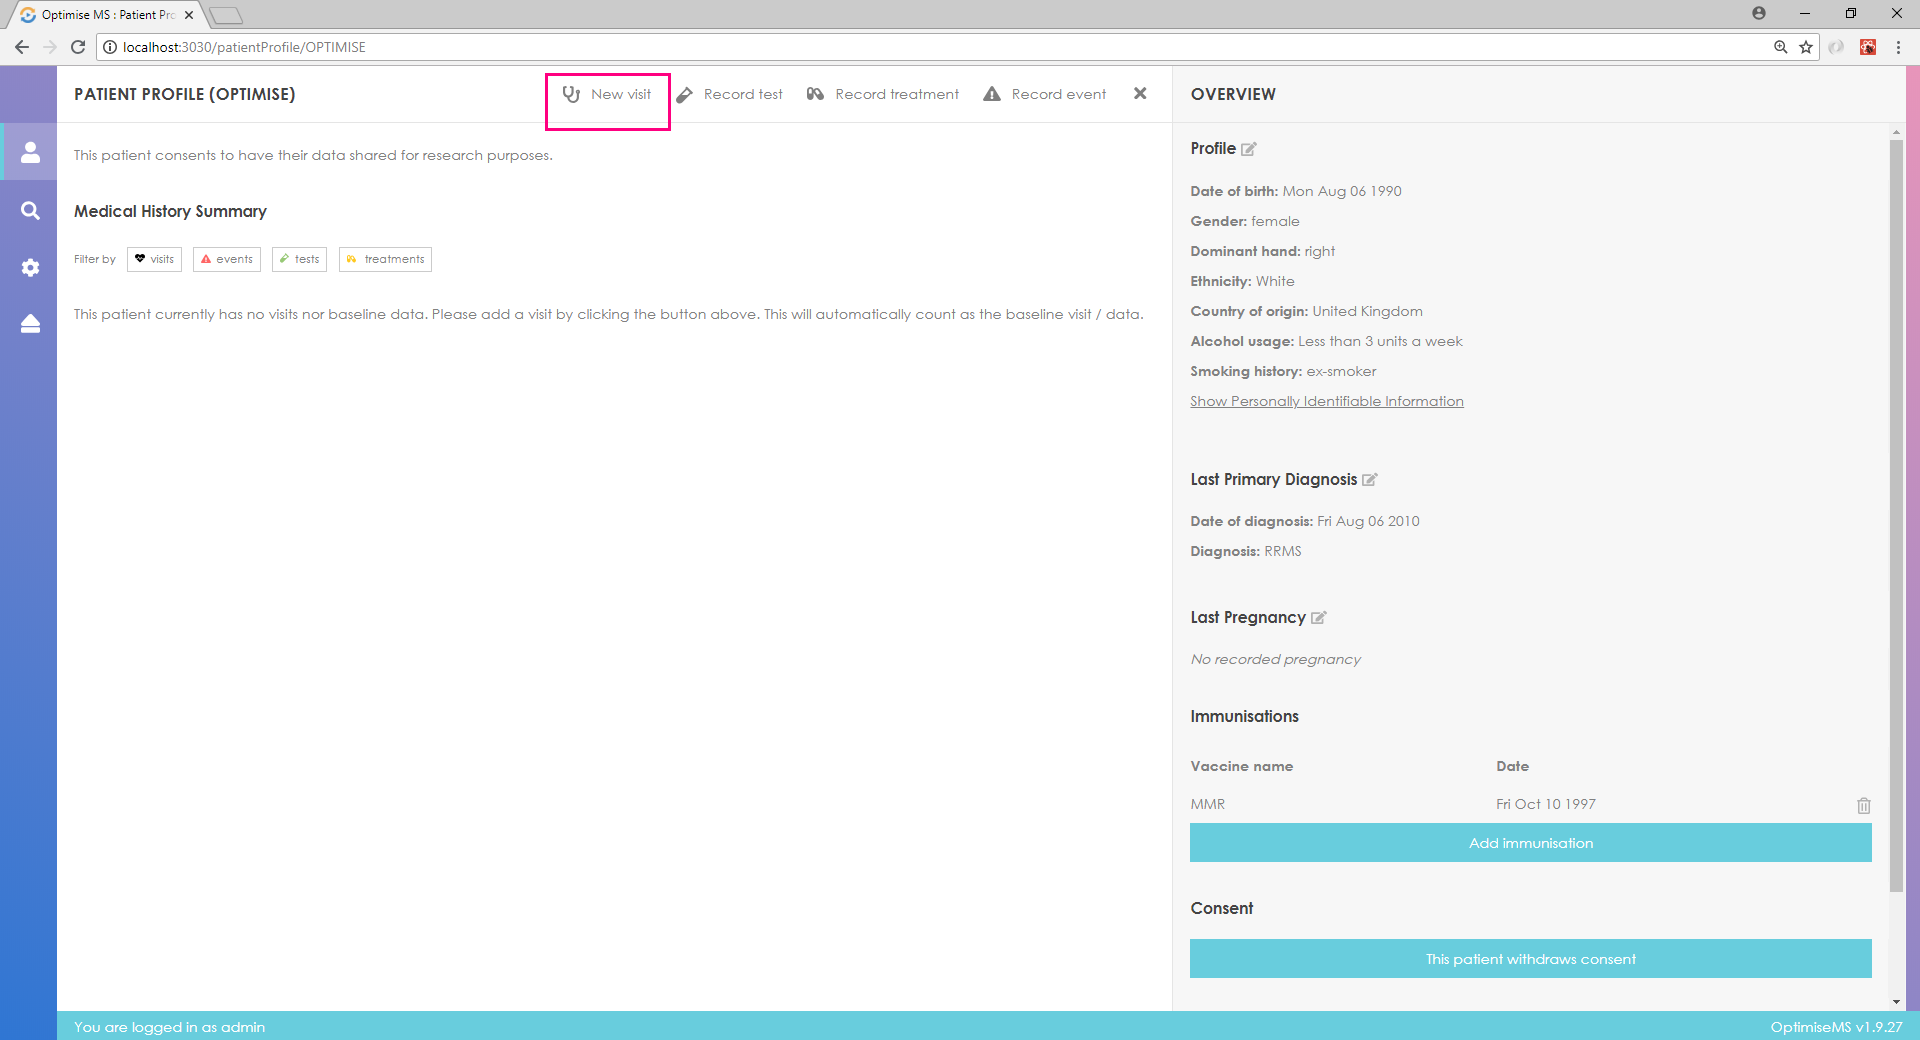 Optimise MS : Patient Pro
localhost:3030/patientProfile/OPTIMISE
PATIENT PROFILE (OPTIMISE)
New visit
Record test
Record treatment
Record event
OVERVIEW
This patient consents to have their data shared for research purposes.
Medical History Summary
Filter by
visits
events
tests
treatments
This patient currently has no visits nor baseline data. Please add a visit by clicking the button above. This will automatically count as the baseline visit / data.
Profile
Date of birth: Mon Aug 06 1990
Gender: female
Dominant hand: right
Ethnicity: White
Country of origin: United Kingdom
Alcohol usage: Less than 3 units a week
Smoking history: ex-smoker
Show Personally Identifiable Information
Last Primary Diagnosis
Date of diagnosis: Fri Aug 06 2010
Diagnosis: RRMS
Last Pregnancy
No recorded pregnancy
Immunisations
Vaccine name Date
MMR Fri Oct 10 1997
Add immunisation
Consent
This patient withdraws consent
You are logged in as admin
OptimiseMS v1.9.27